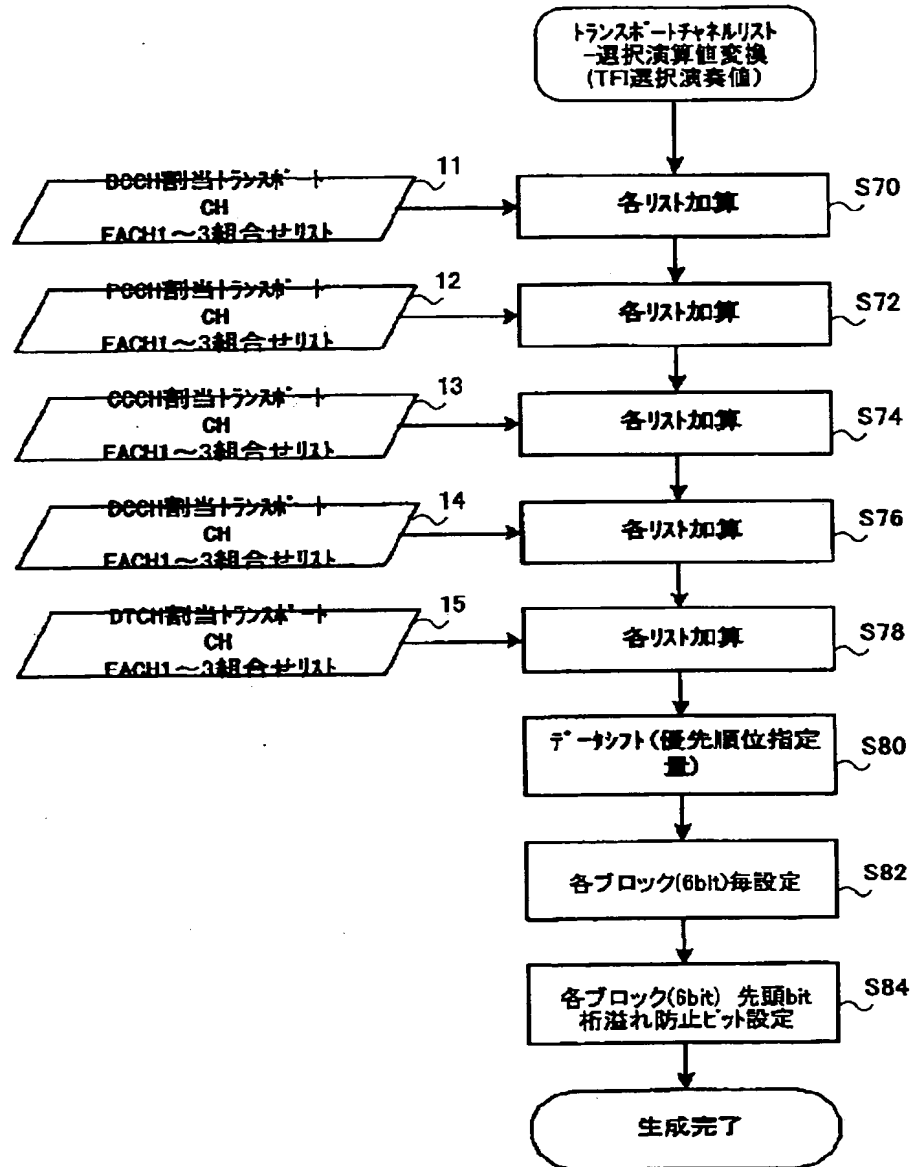 トランスポートチャネルリスト
-選択演算値変換
(TFI選択演奏値)
BCCH割当トランスポート
CH
FACH1～3組合せリスト
11
各リスト加算
S70
PCCH割当トランスポート
CH
FACH1～3組合せリスト
12
各リスト加算
S72
CCCH割当トランスポート
CH
FACH1～3組合せリスト
13
各リスト加算
S74
DCCH割当トランスポート
CH
FACH1～3組合せリスト
14
各リスト加算
S76
DTCH割当トランスポート
CH
FACH1～3組合せリスト
15
各リスト加算
S78
データシフト(優先順位指定
量)
S80
各ブロック(6bit)毎設定
S82
各ブロック(6bit) 先頭bit
桁溢れ防止ビット設定
S84
生成完了